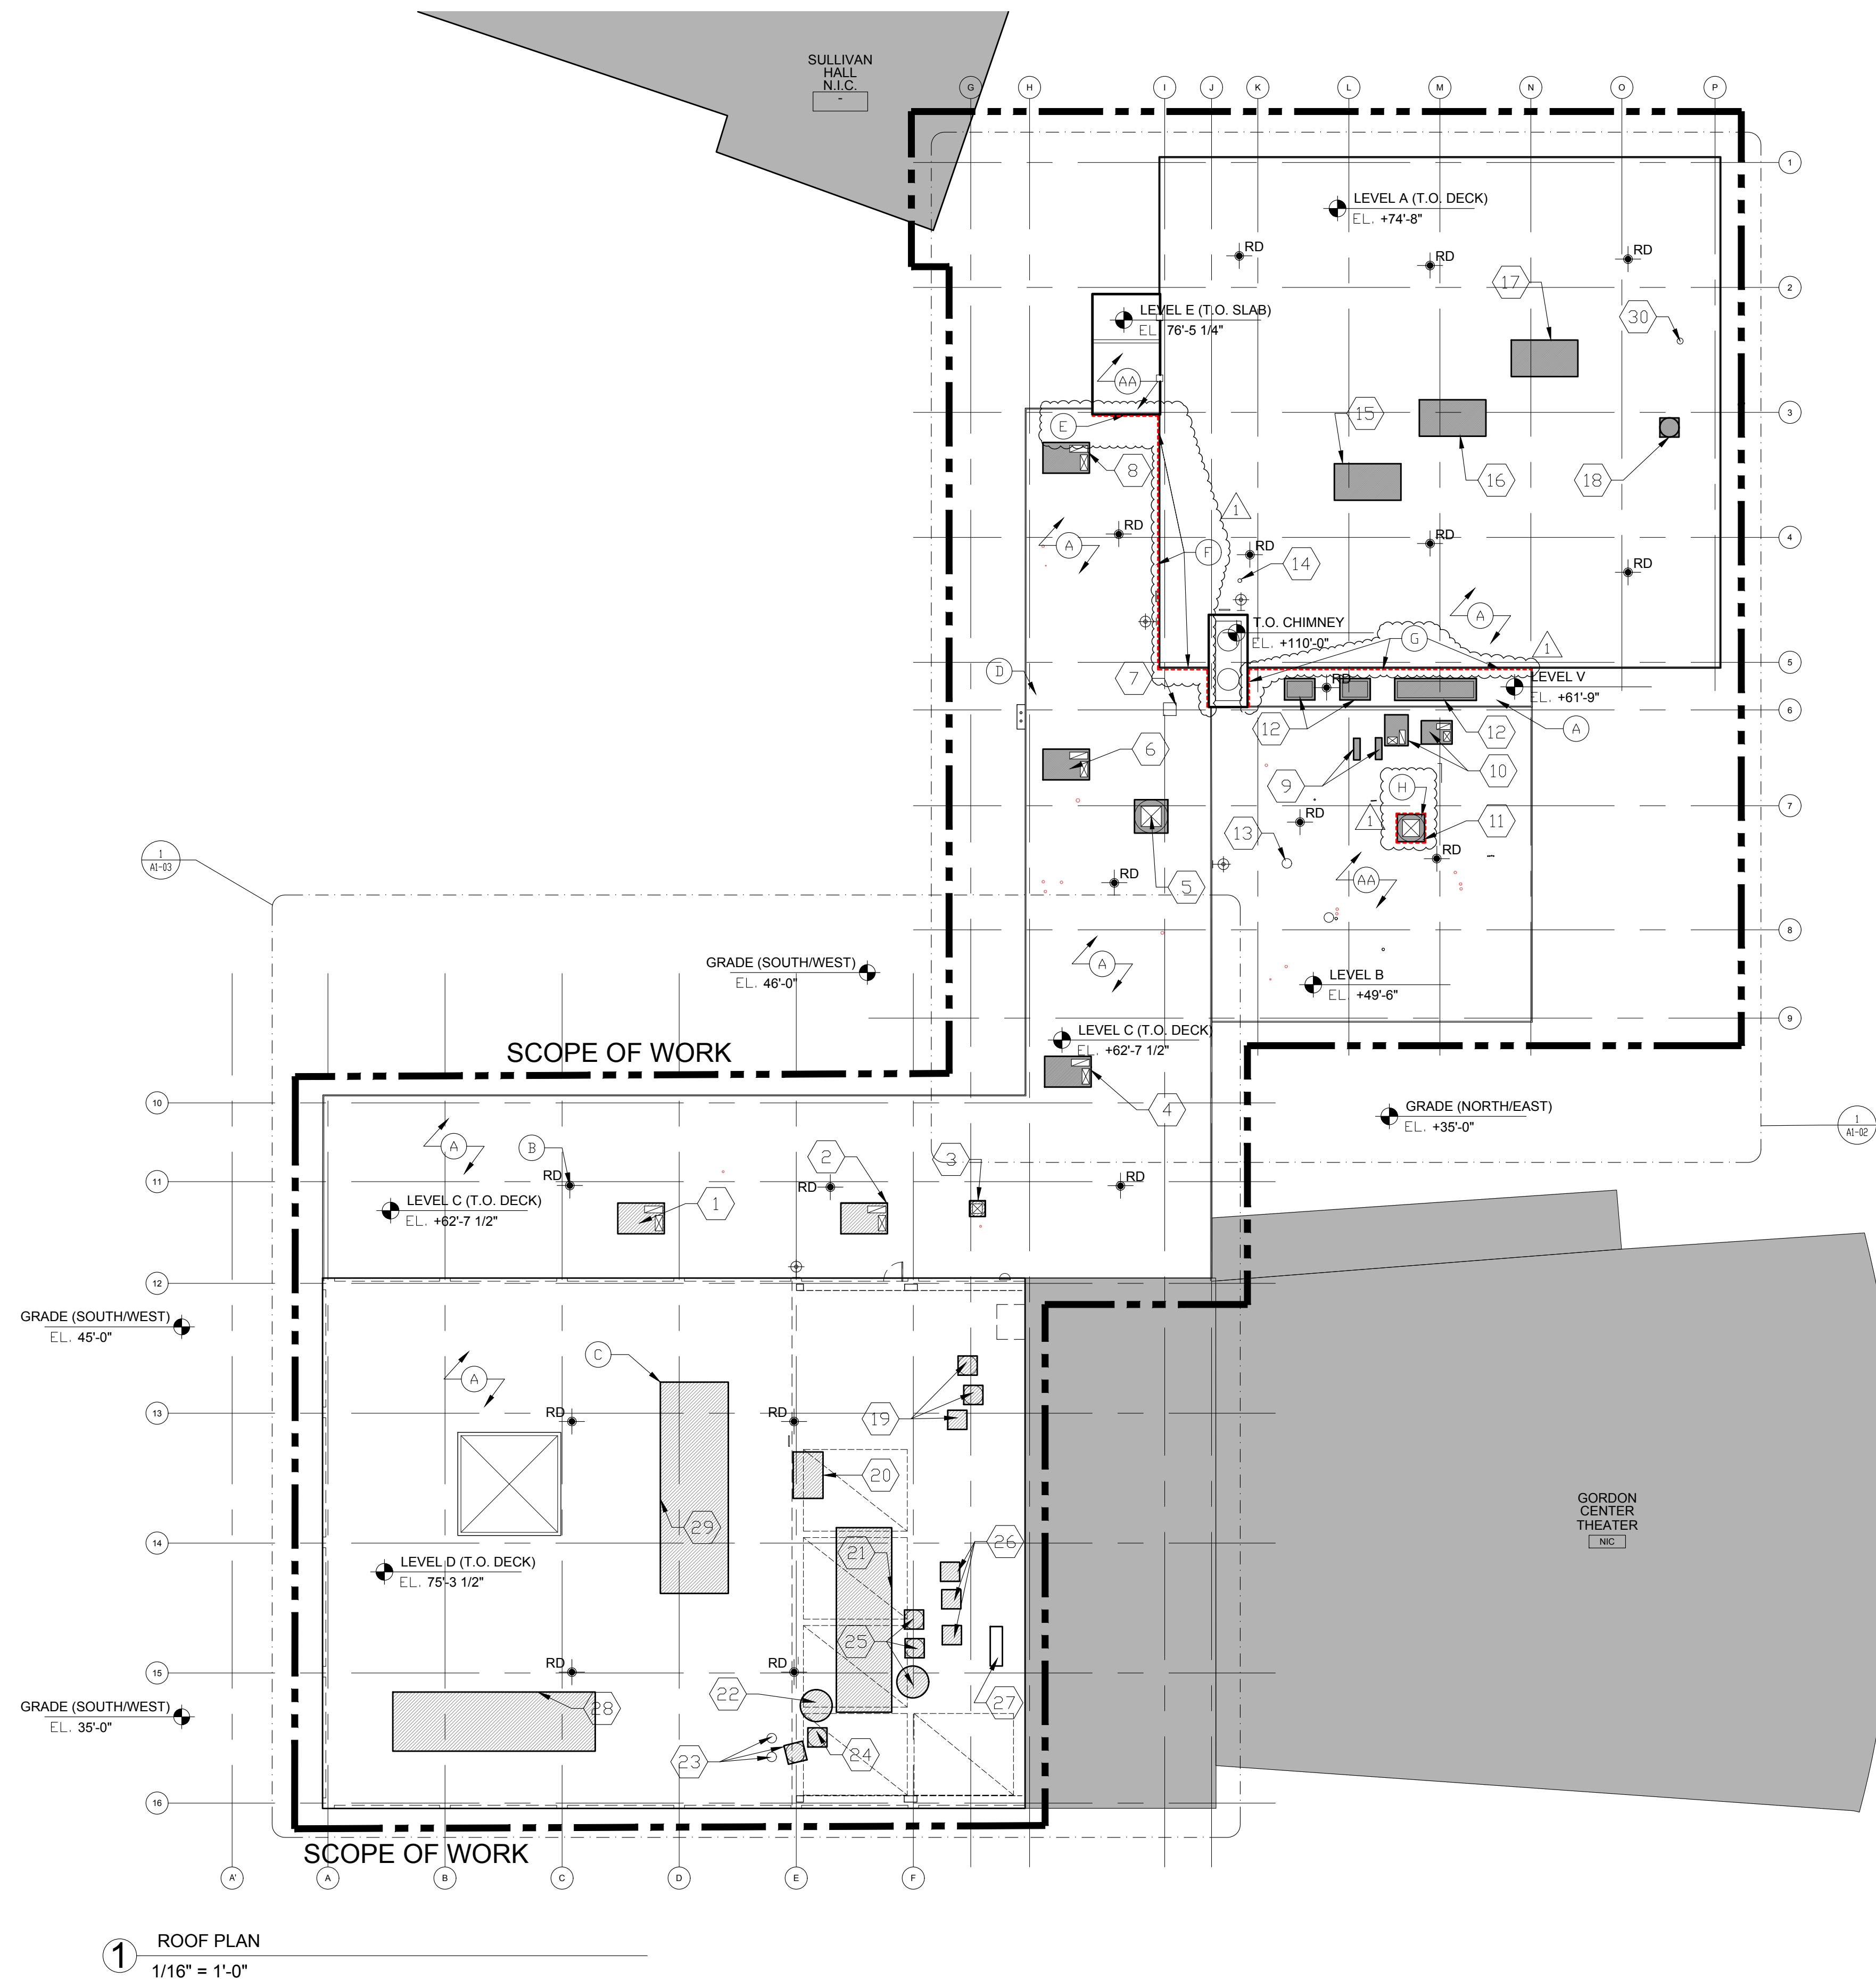 SULLIVAN
HALL
N.I.C.
-
G H I J K L M N O P
1
LEVEL A (T.O. DECK)
EL. +74'-8"
RD
RD
RD
17
2
LEVEL E (T.O. SLAB)
EL. 76'-5 1/4"
30
AA
15
3
E
8
16
18
1
RD
A
F
RD
RD
4
14
RD
A
T.O. CHIMNEY
EL. +110'-0"
G
1
5
D
7
RD
LEVEL V
EL. +61'-9"
6
12
12
A
6
9
10
H
7
RD
1
11
13
RD
1
A1-03
RD
5
AA
8
GRADE (SOUTH/WEST)
EL. 46'-0"
A
LEVEL B
EL. +49'-6"
9
LEVEL C (T.O. DECK)
EL. +62'-7 1/2"
SCOPE OF WORK
10
4
GRADE (NORTH/EAST)
EL. +35'-0"
1
A1-02
A
B
2
3
RD
RD
RD
11
LEVEL C (T.O. DECK)
EL. +62'-7 1/2"
1
12
GRADE (SOUTH/WEST)
EL. 45'-0"
C
A
13
RD
RD
19
20
GORDON
CENTER
THEATER
NIC
29
14
21
26
LEVEL D (T.O. DECK)
EL. 75'-3 1/2"
25
15
RD
RD
22
27
GRADE (SOUTH/WEST)
EL. 35'-0"
28
23
24
16
SCOPE OF WORK
A' A B C D E F
1
ROOF PLAN
1/16" = 1'-0"